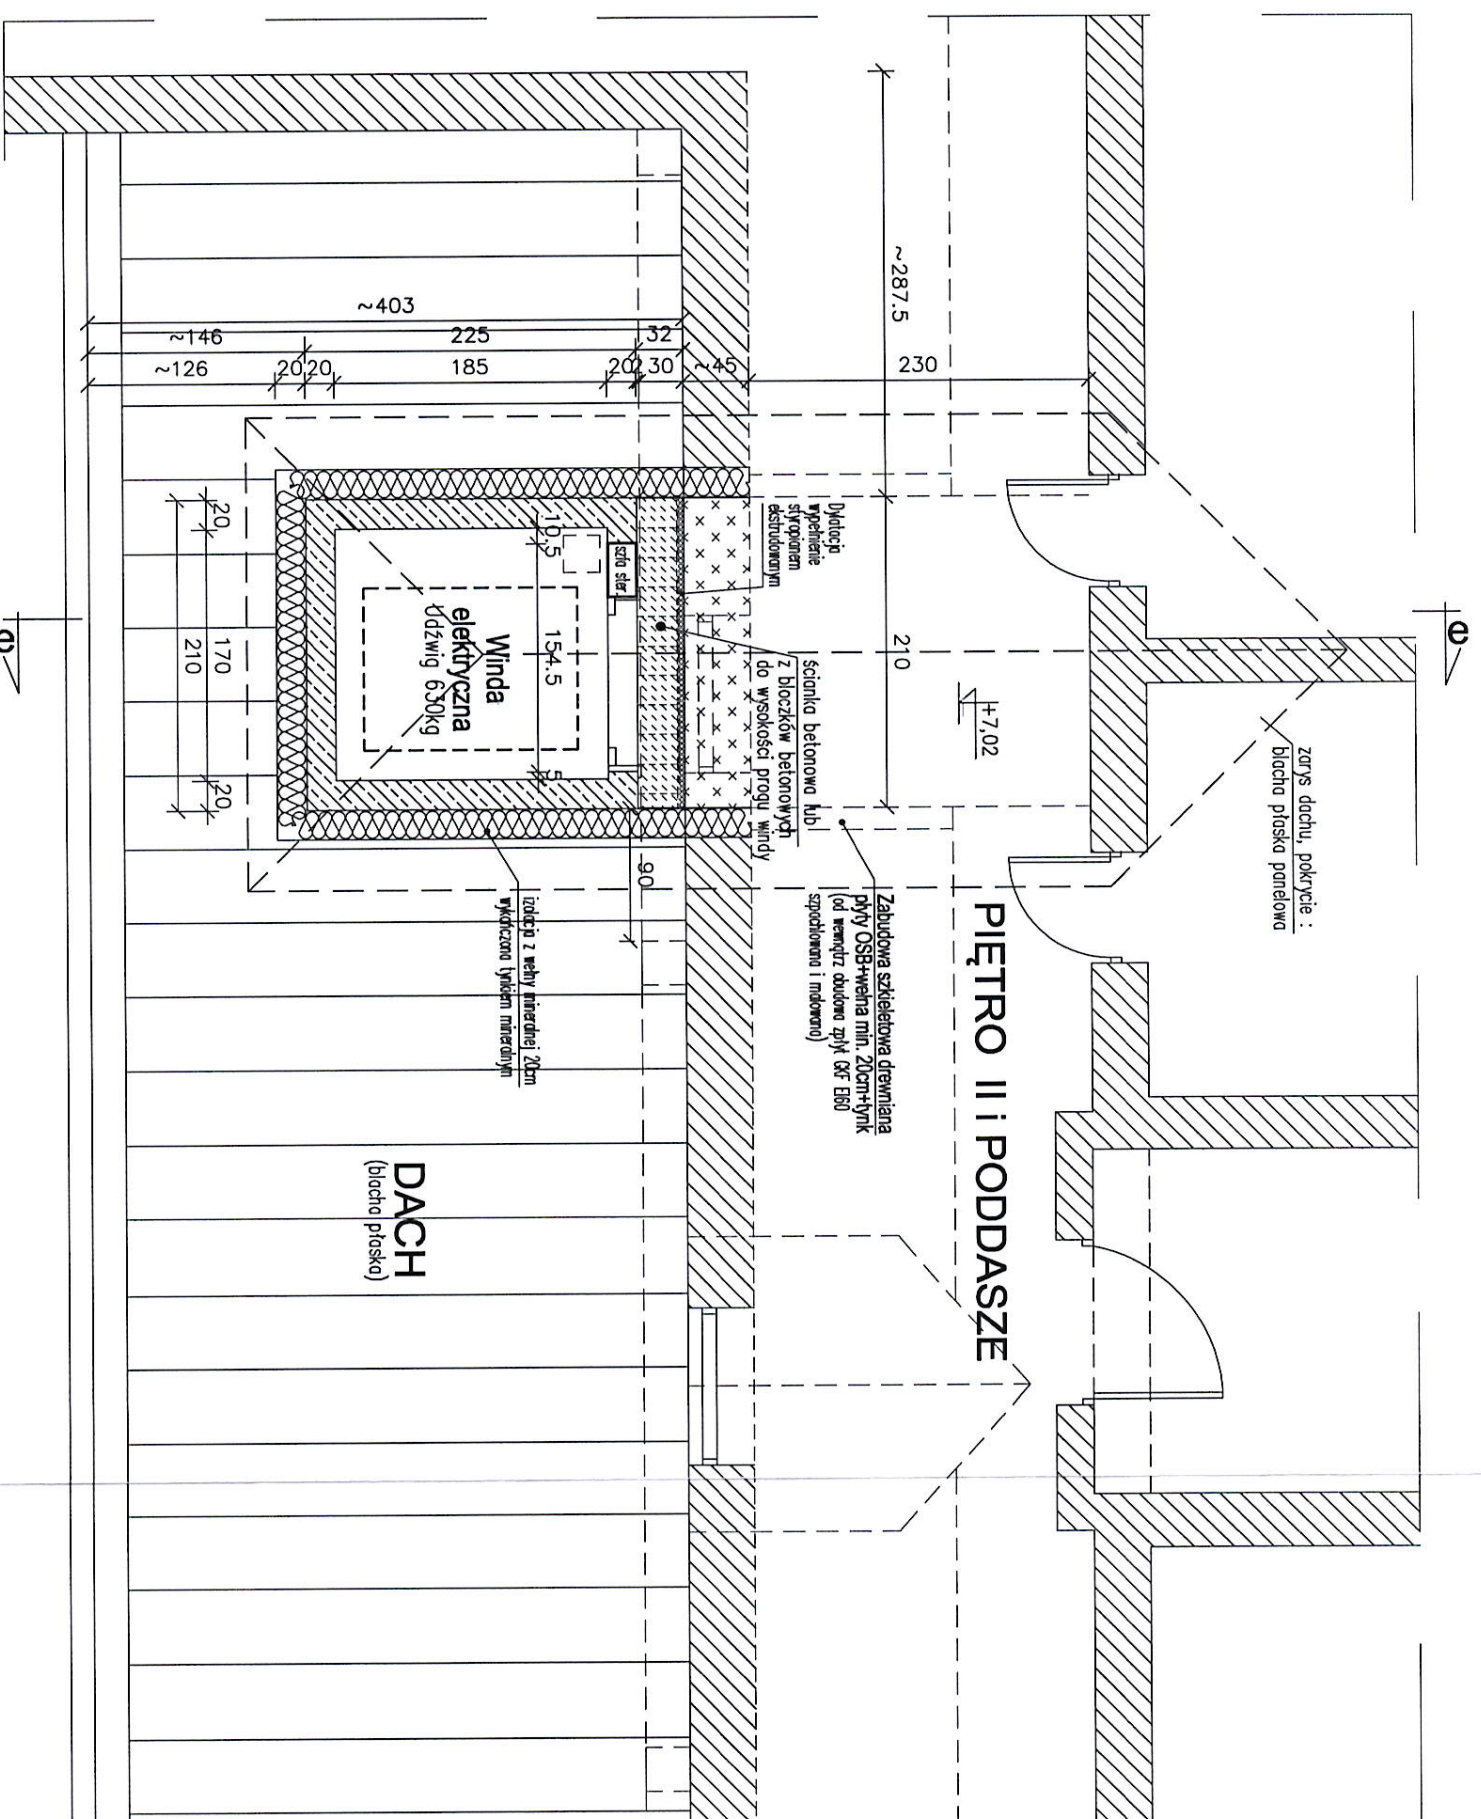 zarys dachu, pokrycie :
blacha płaska panelowa
PIĘTRO II i PODDASZE
+7,02
~287.5
210
230
~45
Zabudowa szkieletowa drewniana
płyty OSB+wełna min. 20cm+tynk
(od wewnątrz obudowa zpłyt GKF EI60
szpachlowana i malowana)
Dylatacja
wypełnienie
styropianem
ekstrudowanym
ścianka betonowa lub
z bloczków betonowych
do wysokości progu windy
~403
~146
225
32
~126
20
20
185
20
2
30
szfa ster.
10.5
154.5
5
90
Winda
elektryczna
Udźwig 630kg
izolacja z wełny mineralnej 20cm
wykończona tynkiem mineralnym
20
170
20
210
DACH
(blacha płaska)